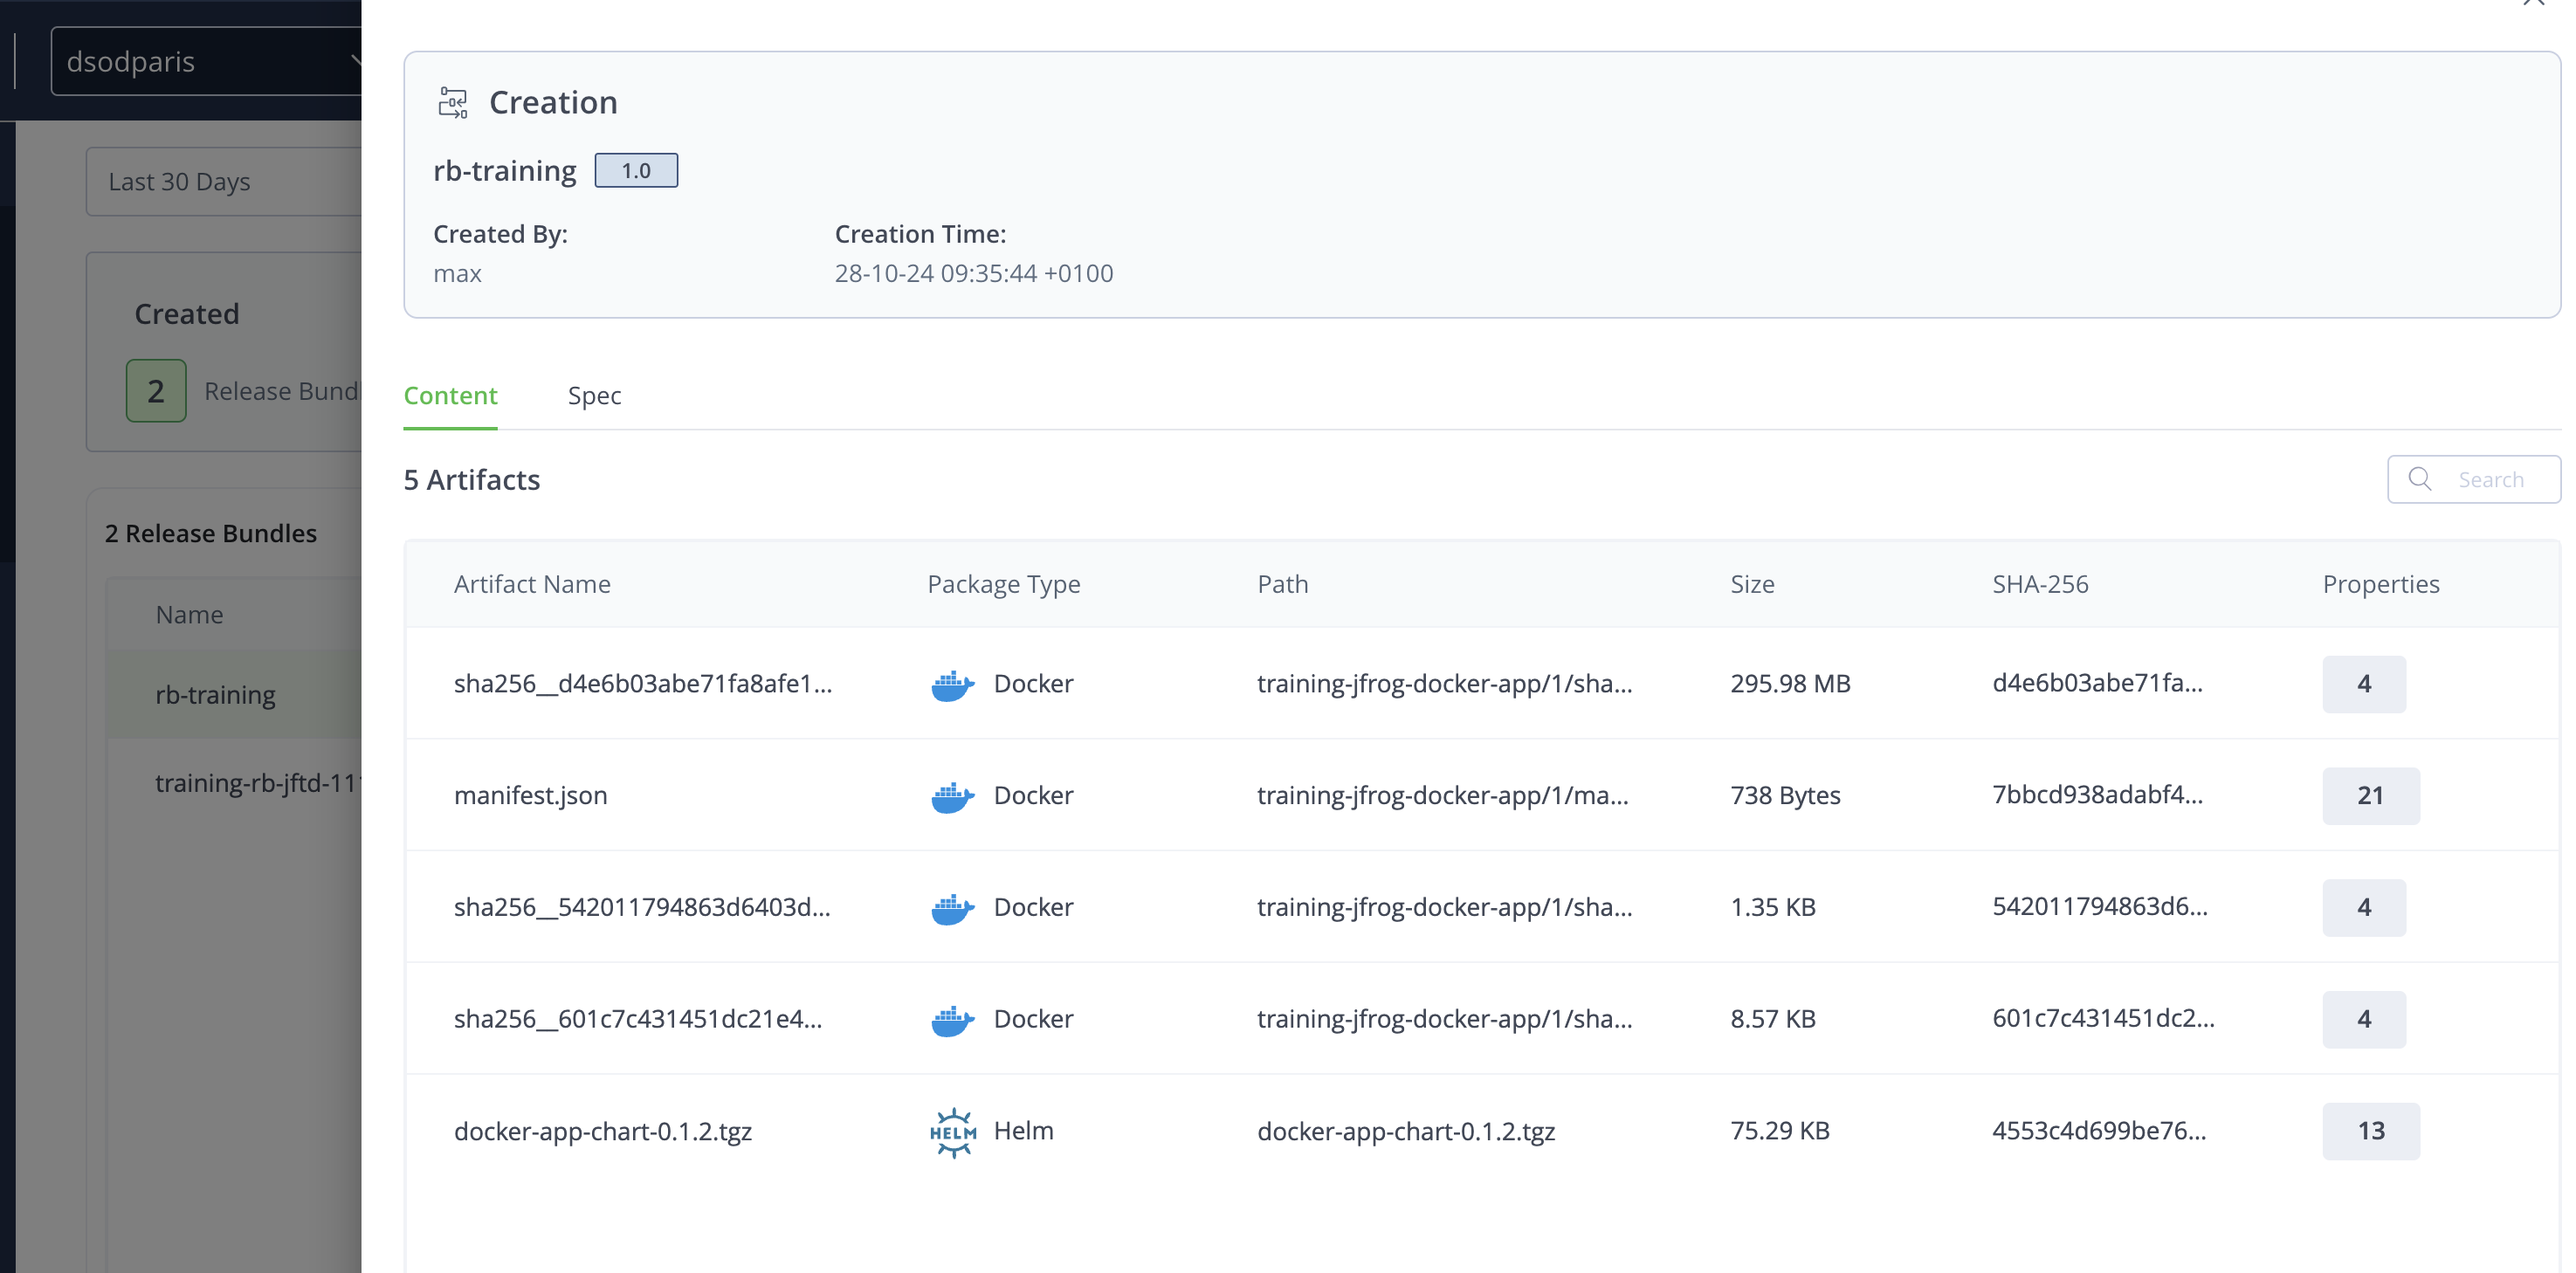 dsodparis
Last 30 Days
Created
2 Release Bundl
2 Release Bundles
Name
rb-training
training-rb-jftd-11
Creation
rb-training 1.0
Created By: Creation Time:
max 28-10-24 09:35:44 +0100
Content Spec
5 Artifacts Search
Artifact Name Package Type Path Size SHA-256 Properties
sha256__d4e6b03abe71fa8afe1... Docker training-jfrog-docker-app/1/sha... 295.98 MB d4e6b03abe71fa... 4
manifest.json Docker training-jfrog-docker-app/1/ma... 738 Bytes 7bbcd938adabf4... 21
sha256__542011794863d6403d... Docker training-jfrog-docker-app/1/sha... 1.35 KB 542011794863d6... 4
sha256__601c7c431451dc21e4... Docker training-jfrog-docker-app/1/sha... 8.57 KB 601c7c431451dc2... 4
docker-app-chart-0.1.2.tgz HELM Helm docker-app-chart-0.1.2.tgz 75.29 KB 4553c4d699be76... 13